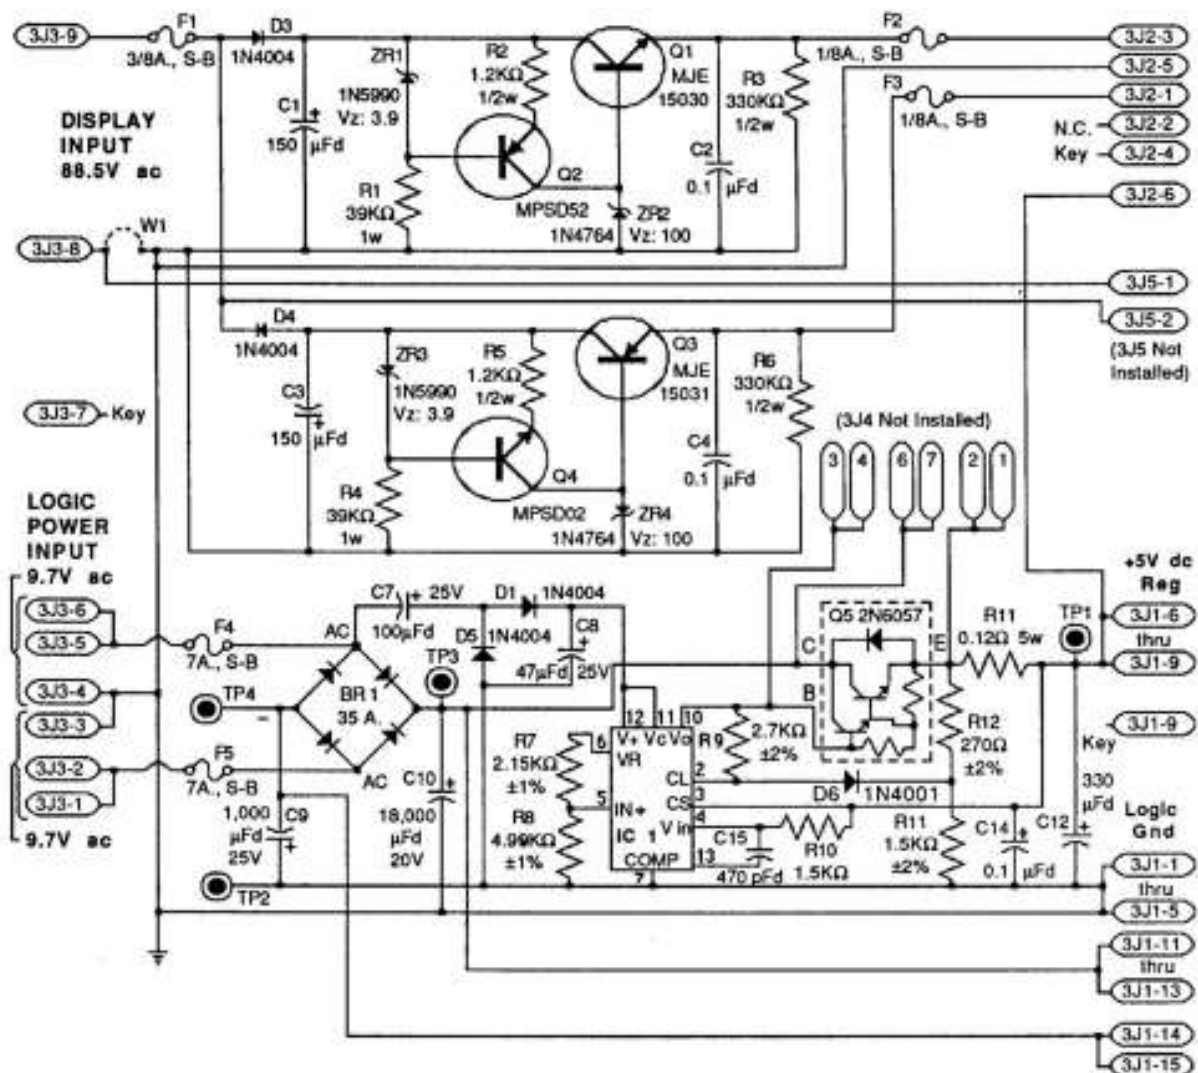 3J3-9
F1
3/8A., S-B
D3
1N4004
DISPLAY
INPUT
88.5V ac
C1
+
150 µFd
ZR1
1N5990
Vz: 3.9
R1
39KΩ
1w
R2
1.2KΩ
1/2w
Q2
MPSD52
Q1
MJE
15030
ZR2
1N4764 Vz: 100
C2
0.1 µFd
R3
330KΩ
1/2w
F2
1/8A., S-B
F3
1/8A., S-B
3J2-3
3J2-5
3J2-1
N.C. 3J2-2
Key 3J2-4
3J2-6
3J3-8
W1
3J5-1
3J5-2
(3J5 Not
Installed)
D4
1N4004
C3
+
150 µFd
ZR3
1N5990
Vz: 3.9
R4
39KΩ
1w
R5
1.2KΩ
1/2w
Q4
MPSD02
Q3
MJE
15031
ZR4
1N4764 Vz: 100
C4
0.1 µFd
R6
330KΩ
1/2w
3J3-7 Key
(3J4 Not Installed)
3 4 6 7 2 1
LOGIC
POWER
INPUT
9.7V ac
3J3-6
3J3-5
3J3-4
3J3-3
3J3-2
3J3-1
9.7V ac
F4
7A., S-B
F5
7A., S-B
TP4
TP2
AC
BR1
35 A.
AC
-
C7 + 25V
100µFd
D1 1N4004
D5 1N4004
C8
+
47µFd 25V
TP3
C9
1,000
µFd
25V
+
C10 +
18,000
µFd
20V
R7
2.15KΩ
±1%
R8
4.99KΩ
±1%
12 11 10
V+ Vc Vo
6 VR
CL 2
CS 3
5 IN+
V in 4
IC 1
COMP 13
7
R9
2.7KΩ
±2%
D6 1N4001
C15
470 pFd
R10
1.5KΩ
Q5 2N6057
C
B
E
R11
0.12Ω 5w
R12
270Ω
±2%
R11
1.5KΩ
±2%
C14 +
0.1 µFd
TP1
C12 +
330
µFd
+5V dc
Reg
3J1-6
thru
3J1-9
3J1-9
Key
Logic
Gnd
3J1-1
thru
3J1-5
3J1-11
thru
3J1-13
3J1-14
3J1-15